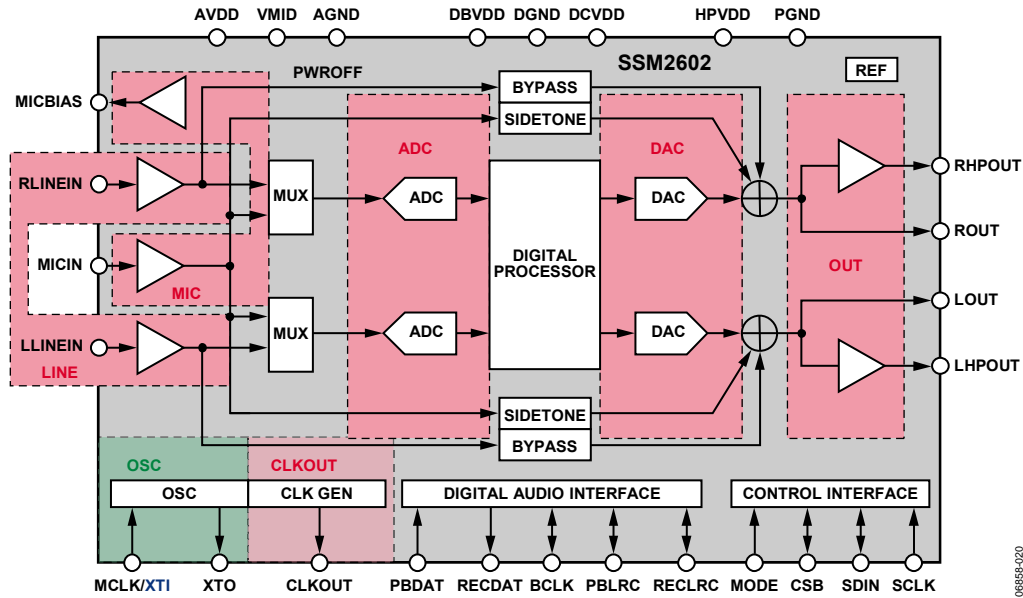 AVDD VMID AGND DBVDD DGND DCVDD HPVDD PGND
PWROFF
SSM2602
REF
BYPASS
SIDETONE
MICBIAS
RLINEIN
MICIN
LLINEIN
LINE
MIC
MUX
MUX
ADC
ADC
ADC
DIGITAL
PROCESSOR
DAC
DAC
DAC
OUT
RHPOUT
ROUT
LOUT
LHPOUT
SIDETONE
BYPASS
OSC
CLKOUT
OSC
CLK GEN
DIGITAL AUDIO INTERFACE
CONTROL INTERFACE
MCLK/XTI XTO CLKOUT PBDAT RECDAT BCLK PBLRC RECLRC MODE CSB SDIN SCLK
06858-020